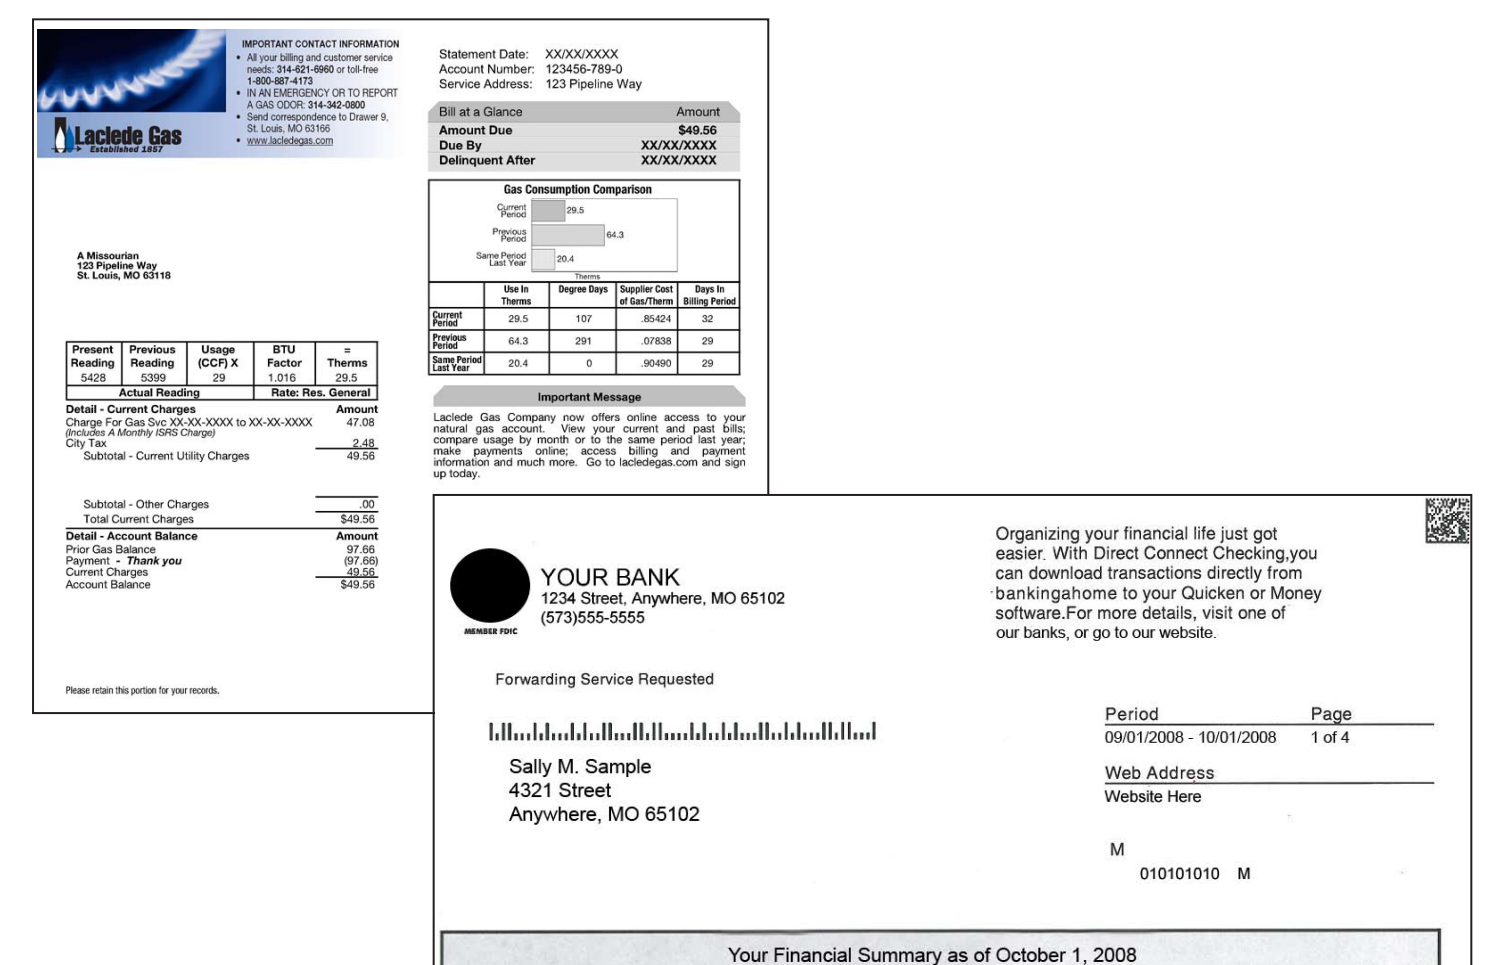 IMPORTANT CONTACT INFORMATION
• All your billing and customer service
needs: 314-621-6960 or toll-free
1-800-887-4173
• IN AN EMERGENCY OR TO REPORT
A GAS ODOR: 314-342-0800
• Send correspondence to Drawer 9,
St. Louis, MO 63166
• www.lacledegas.com
Laclede Gas
Established 1857
Statement Date: XX/XX/XXXX
Account Number: 123456-789-0
Service Address: 123 Pipeline Way
Bill at a Glance Amount
Amount Due $49.56
Due By XX/XX/XXXX
Delinquent After XX/XX/XXXX
Gas Consumption Comparison
Current
Period 29.5
Previous
Period 64.3
Same Period
Last Year 20.4
Therms
Use In Degree Days Supplier Cost Days In
Therms of Gas/Therm Billing Period
Current
Period 29.5 107 .85424 32
Previous
Period 64.3 291 .07838 29
Same Period
Last Year 20.4 0 .90490 29
A Missourian
123 Pipeline Way
St. Louis, MO 63118
Present Previous Usage BTU =
Reading Reading (CCF) X Factor Therms
5428 5399 29 1.016 29.5
Actual Reading Rate: Res. General
Detail - Current Charges Amount
Charge For Gas Svc XX-XX-XXXX to XX-XX-XXXX 47.08
(Includes A Monthly ISRS Charge)
City Tax 2.48
Subtotal - Current Utility Charges 49.56
Subtotal - Other Charges .00
Total Current Charges $49.56
Detail - Account Balance Amount
Prior Gas Balance 97.66
Payment - Thank you (97.66)
Current Charges 49.56
Account Balance $49.56
Please retain this portion for your records.
Important Message
Laclede Gas Company now offers online access to your
natural gas account. View your current and past bills;
compare usage by month or to the same period last year;
make payments online; access billing and payment
information and much more. Go to lacledegas.com and sign
up today.
YOUR BANK
1234 Street, Anywhere, MO 65102
(573)555-5555
MEMBER FDIC
Organizing your financial life just got
easier. With Direct Connect Checking,you
can download transactions directly from
bankingahome to your Quicken or Money
software.For more details, visit one of
our banks, or go to our website.
Forwarding Service Requested
Sally M. Sample
4321 Street
Anywhere, MO 65102
Period Page
09/01/2008 - 10/01/2008 1 of 4
Web Address
Website Here
M
010101010 M
Your Financial Summary as of October 1, 2008